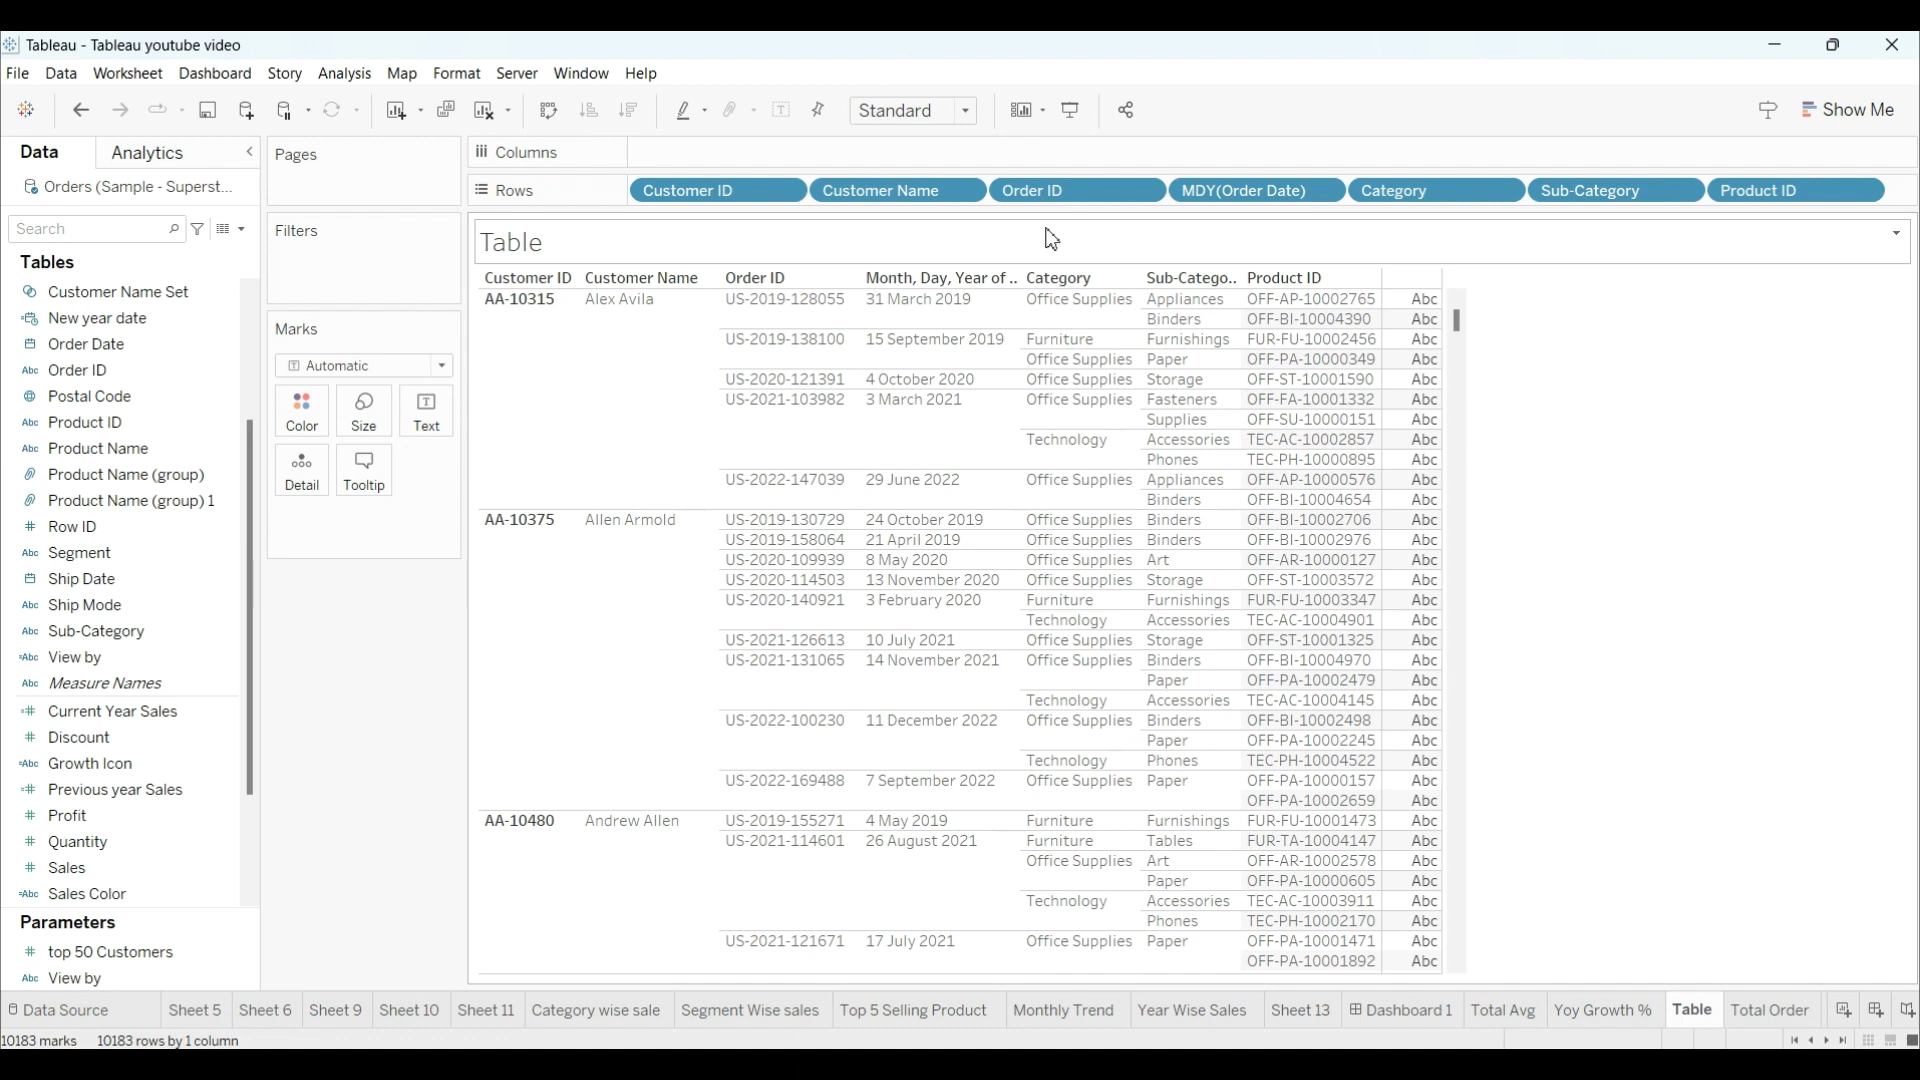 Tableau - Tableau youtube video
File Data Worksheet Dashboard Story Analysis Map Format Server Window Help
Standard
Show Me
Data Analytics
Orders (Sample - Superst...
Search
Tables
Customer Name Set
New year date
Order Date
Abc Order ID
Postal Code
Abc Product ID
Abc Product Name
Product Name (group)
Product Name (group) 1
# Row ID
Abc Segment
Ship Date
Abc Ship Mode
Abc Sub-Category
=Abc View by
Abc Measure Names
=# Current Year Sales
# Discount
=Abc Growth Icon
=# Previous year Sales
# Profit
# Quantity
# Sales
=Abc Sales Color
Parameters
# top 50 Customers
Abc View by
Pages
Filters
Marks
Automatic
Color Size Text
Detail Tooltip
Columns
Rows Customer ID Customer Name Order ID MDY(Order Date) Category Sub-Category Product ID
Table
Customer ID Customer Name Order ID Month, Day, Year of .. Category Sub-Catego.. Product ID
AA-10315 Alex Avila US-2019-128055 31 March 2019 Office Supplies Appliances OFF-AP-10002765 Abc
Binders OFF-BI-10004390 Abc
US-2019-138100 15 September 2019 Furniture Furnishings FUR-FU-10002456 Abc
Office Supplies Paper OFF-PA-10000349 Abc
US-2020-121391 4 October 2020 Office Supplies Storage OFF-ST-10001590 Abc
US-2021-103982 3 March 2021 Office Supplies Fasteners OFF-FA-10001332 Abc
Supplies OFF-SU-10000151 Abc
Technology Accessories TEC-AC-10002857 Abc
Phones TEC-PH-10000895 Abc
US-2022-147039 29 June 2022 Office Supplies Appliances OFF-AP-10000576 Abc
Binders OFF-BI-10004654 Abc
AA-10375 Allen Armold US-2019-130729 24 October 2019 Office Supplies Binders OFF-BI-10002706 Abc
US-2019-158064 21 April 2019 Office Supplies Binders OFF-BI-10002976 Abc
US-2020-109939 8 May 2020 Office Supplies Art OFF-AR-10000127 Abc
US-2020-114503 13 November 2020 Office Supplies Storage OFF-ST-10003572 Abc
US-2020-140921 3 February 2020 Furniture Furnishings FUR-FU-10003347 Abc
Technology Accessories TEC-AC-10004901 Abc
US-2021-126613 10 July 2021 Office Supplies Storage OFF-ST-10001325 Abc
US-2021-131065 14 November 2021 Office Supplies Binders OFF-BI-10004970 Abc
Paper OFF-PA-10002479 Abc
Technology Accessories TEC-AC-10004145 Abc
US-2022-100230 11 December 2022 Office Supplies Binders OFF-BI-10002498 Abc
Paper OFF-PA-10002245 Abc
Technology Phones TEC-PH-10004522 Abc
US-2022-169488 7 September 2022 Office Supplies Paper OFF-PA-10000157 Abc
OFF-PA-10002659 Abc
AA-10480 Andrew Allen US-2019-155271 4 May 2019 Furniture Furnishings FUR-FU-10001473 Abc
US-2021-114601 26 August 2021 Furniture Tables FUR-TA-10004147 Abc
Office Supplies Art OFF-AR-10002578 Abc
Paper OFF-PA-10000605 Abc
Technology Accessories TEC-AC-10003911 Abc
Phones TEC-PH-10002170 Abc
US-2021-121671 17 July 2021 Office Supplies Paper OFF-PA-10001471 Abc
OFF-PA-10001892 Abc
Data Source Sheet 5 Sheet 6 Sheet 9 Sheet 10 Sheet 11 Category wise sale Segment Wise sales Top 5 Selling Product Monthly Trend Year Wise Sales Sheet 13 Dashboard 1 Total Avg Yoy Growth % Table Total Order
10183 marks 10183 rows by 1 column